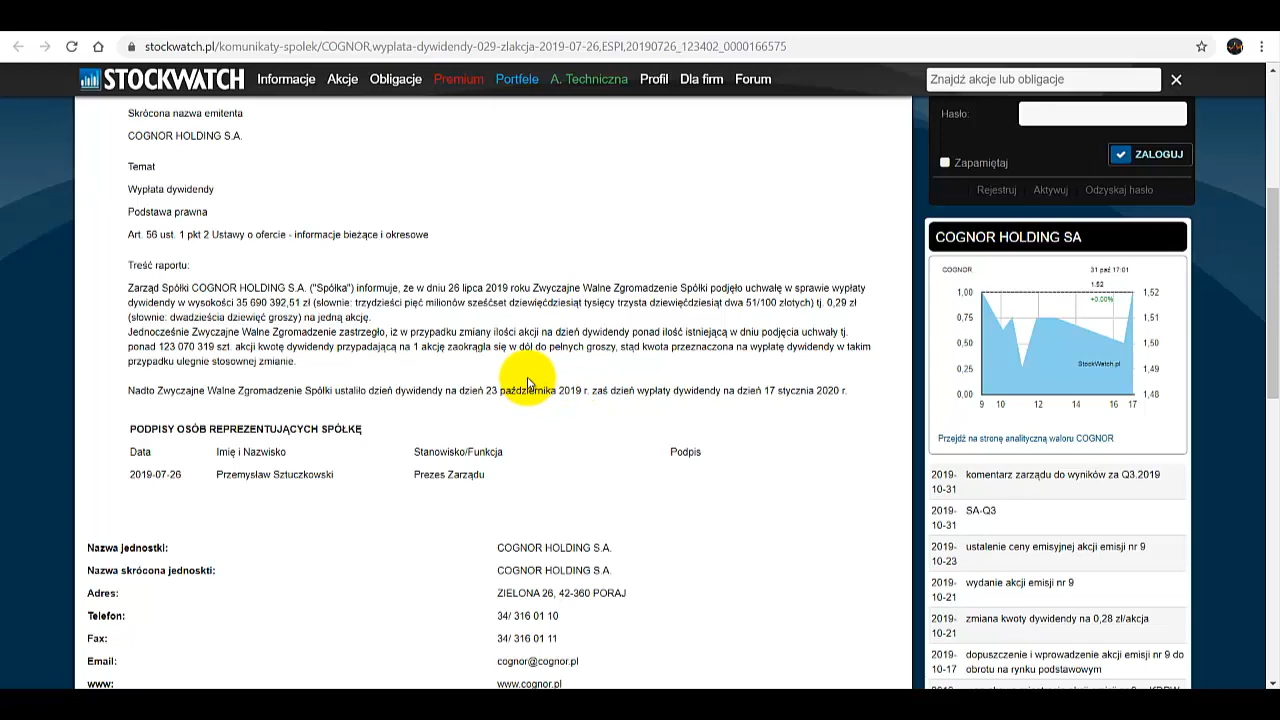 stockwatch.pl/komunikaty-spolek/COGNOR,wyplata-dywidendy-029-zlakcja-2019-07-26,ESPI,20190726_123402_0000166575
STOCKWATCH Informacje Akcje Obligacje Premium Portfele A. Techniczna Profil Dla firm Forum
Znajdź akcje lub obligacje
Skrócona nazwa emitenta
COGNOR HOLDING S.A.
Temat
Wypłata dywidendy
Podstawa prawna
Art. 56 ust. 1 pkt 2 Ustawy o ofercie - informacje bieżące i okresowe
Treść raportu:
Zarząd Spółki COGNOR HOLDING S.A. ("Spółka") informuje, że w dniu 26 lipca 2019 roku Zwyczajne Walne Zgromadzenie Spółki podjęło uchwałę w sprawie wypłaty
dywidendy w wysokości 35 690 392,51 zł (słownie: trzydzieści pięć milionów sześćset dziewięćdziesiąt tysięcy trzysta dziewięćdziesiąt dwa 51/100 złotych) tj. 0,29 zł
(słownie: dwadzieścia dziewięć groszy) na jedną akcję.
Jednocześnie Zwyczajne Walne Zgromadzenie zastrzegło, iż w przypadku zmiany ilości akcji na dzień dywidendy ponad ilość istniejącą w dniu podjęcia uchwały tj.
ponad 123 070 319 szt. akcji kwotę dywidendy przypadającą na 1 akcję zaokrągla się w dół do pełnych groszy, stąd kwota przeznaczona na wypłatę dywidendy w takim
przypadku ulegnie stosownej zmianie.
Nadto Zwyczajne Walne Zgromadzenie Spółki ustaliło dzień dywidendy na dzień 23 października 2019 r. zaś dzień wypłaty dywidendy na dzień 17 stycznia 2020 r.
PODPISY OSÓB REPREZENTUJĄCYCH SPÓŁKĘ
Data Imię i Nazwisko Stanowisko/Funkcja Podpis
2019-07-26 Przemysław Sztuczkowski Prezes Zarządu
Nazwa jednostki: COGNOR HOLDING S.A.
Nazwa skrócona jednoskti: COGNOR HOLDING S.A.
Adres: ZIELONA 26, 42-360 PORAJ
Telefon: 34/ 316 01 10
Fax: 34/ 316 01 11
Email: cognor@cognor.pl
www: www.cognor.pl
Hasło:
Zapamiętaj ZALOGUJ
Rejestruj Aktywuj Odzyskaj hasło
COGNOR HOLDING SA
COGNOR 31 paź 17:01
1.52
+0.00%
1,00 1,52
0,75 1,51
0,50 1,50
0,25 1,49
0,00 1,48
StockWatch.pl
9 10 12 14 16 17
Przejdź na stronę analityczną waloru COGNOR
2019- komentarz zarządu do wyników za Q3.2019
10-31
2019- SA-Q3
10-31
2019- ustalenie ceny emisyjnej akcji emisji nr 9
10-23
2019- wydanie akcji emisji nr 9
10-21
2019- zmiana kwoty dywidendy na 0,28 zł/akcja
10-21
2019- dopuszczenie i wprowadzenie akcji emisji nr 9 do
10-17 obrotu na rynku podstawowym